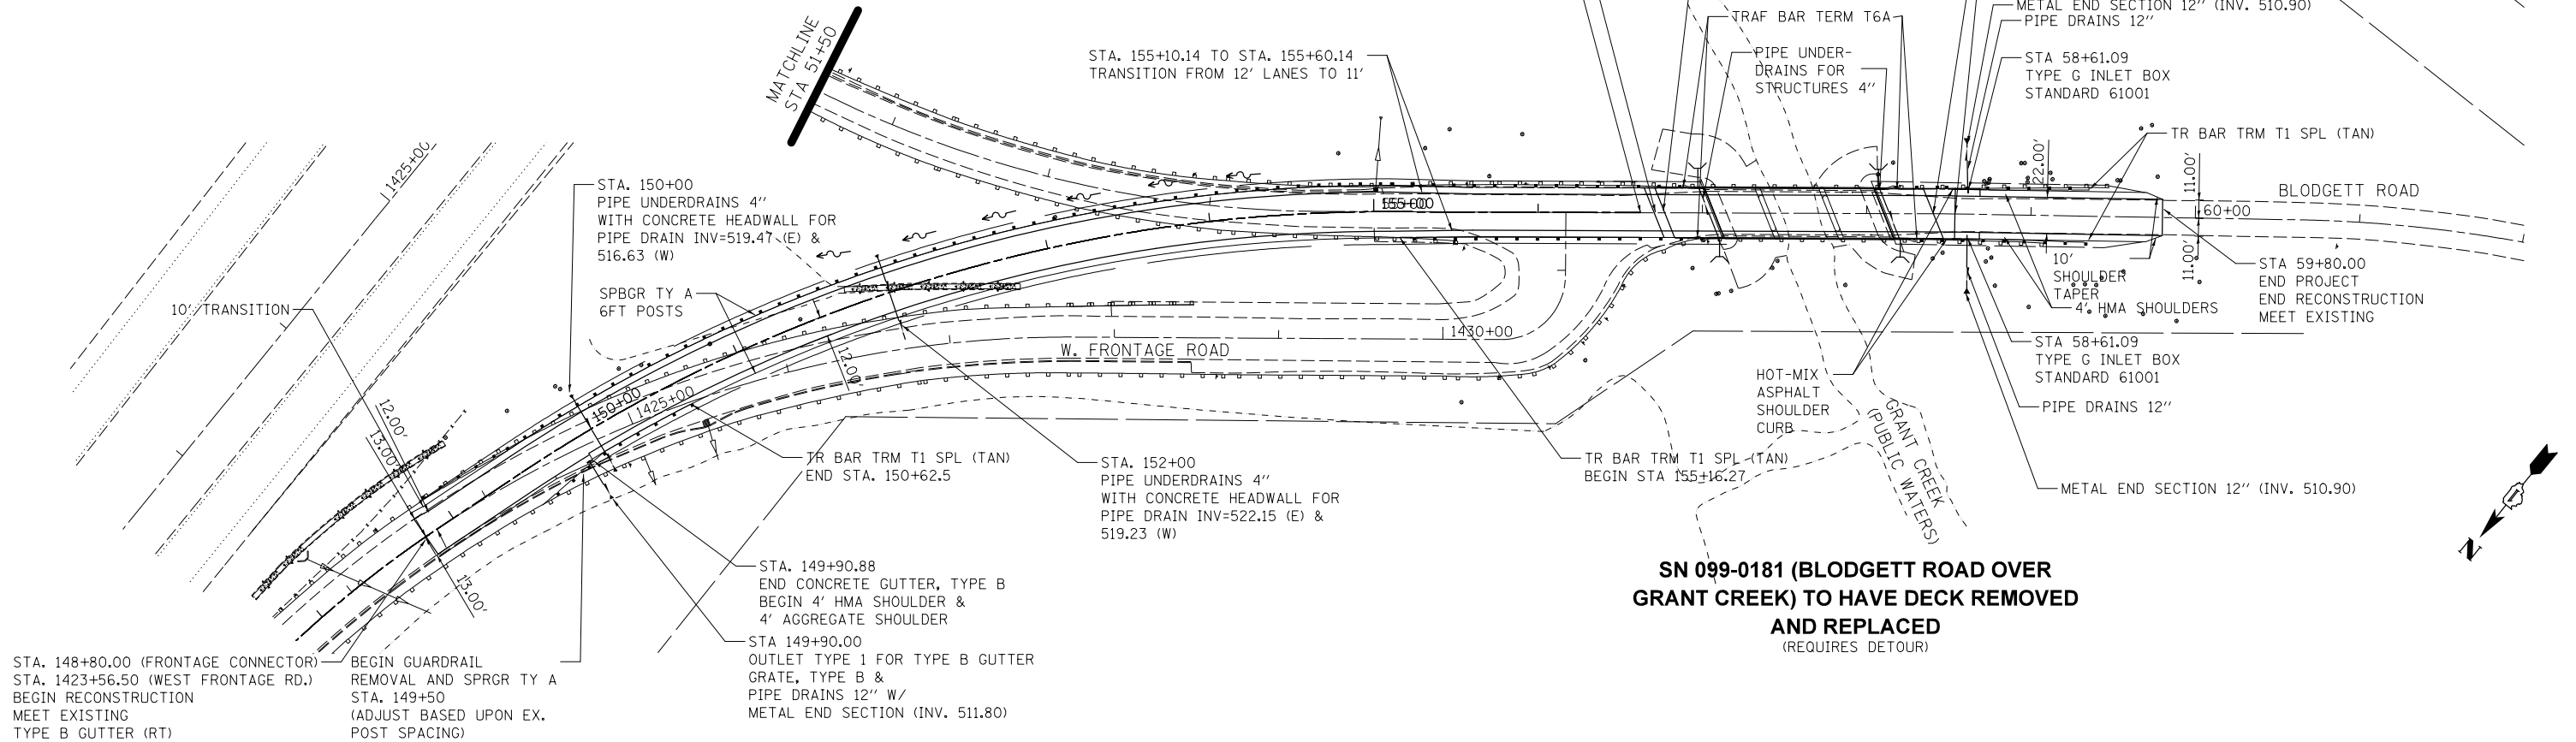 MATCHLINE
STA 51+50
STA. 155+10.14 TO STA. 155+60.14
TRANSITION FROM 12' LANES TO 11'
TRAF BAR TERM T6A
PIPE UNDER-
DRAINS FOR
STRUCTURES 4"
METAL END SECTION 12" (INV. 510.90)
PIPE DRAINS 12"
STA 58+61.09
TYPE G INLET BOX
STANDARD 61001
TR BAR TRM T1 SPL (TAN)
22.00'
11.00'
11.00'
BLODGETT ROAD
60+00
1425+00
STA. 150+00
PIPE UNDERDRAINS 4"
WITH CONCRETE HEADWALL FOR
PIPE DRAIN INV=519.47 (E) &
516.63 (W)
SPBGR TY A
6FT POSTS
10' TRANSITION
155+00
10'
SHOULDER
TAPER
4' HMA SHOULDERS
STA 59+80.00
END PROJECT
END RECONSTRUCTION
MEET EXISTING
1430+00
W. FRONTAGE ROAD
12.00'
STA 58+61.09
TYPE G INLET BOX
STANDARD 61001
HOT-MIX
ASPHALT
SHOULDER
CURB
PIPE DRAINS 12"
GRANT CREEK
(PUBLIC WATERS)
150+00
1425+00
12.00'
13.00'
13.00'
TR BAR TRM T1 SPL (TAN)
END STA. 150+62.5
STA. 152+00
PIPE UNDERDRAINS 4"
WITH CONCRETE HEADWALL FOR
PIPE DRAIN INV=522.15 (E) &
519.23 (W)
TR BAR TRM T1 SPL (TAN)
BEGIN STA 155+16.27
METAL END SECTION 12" (INV. 510.90)
N
STA. 149+90.88
END CONCRETE GUTTER, TYPE B
BEGIN 4' HMA SHOULDER &
4' AGGREGATE SHOULDER
SN 099-0181 (BLODGETT ROAD OVER
GRANT CREEK) TO HAVE DECK REMOVED
AND REPLACED
(REQUIRES DETOUR)
STA 149+90.00
OUTLET TYPE 1 FOR TYPE B GUTTER
GRATE, TYPE B &
PIPE DRAINS 12" W/
METAL END SECTION (INV. 511.80)
STA. 148+80.00 (FRONTAGE CONNECTOR)
STA. 1423+56.50 (WEST FRONTAGE RD.)
BEGIN RECONSTRUCTION
MEET EXISTING
TYPE B GUTTER (RT)
BEGIN GUARDRAIL
REMOVAL AND SPRGR TY A
STA. 149+50
(ADJUST BASED UPON EX.
POST SPACING)